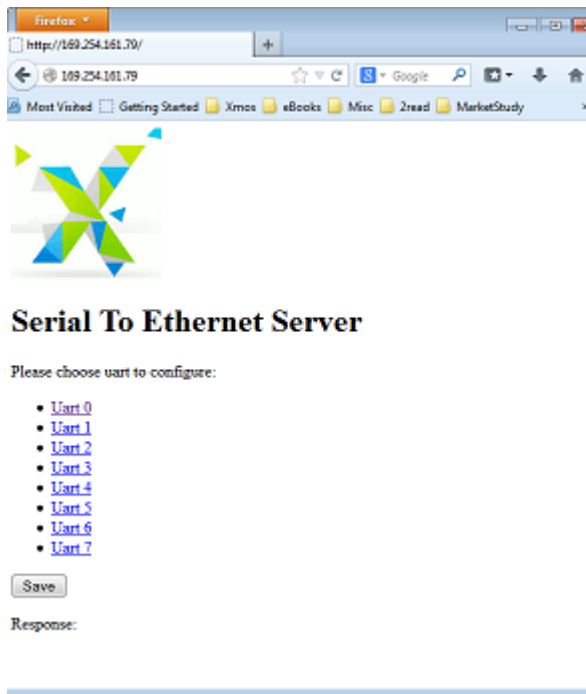 Firefox
http://169.254.161.79/
169.254.161.79
Google
Most Visited Getting Started Xmos eBooks Misc 2read MarketStudy
Serial To Ethernet Server
Please choose uart to configure:
Uart 0
Uart 1
Uart 2
Uart 3
Uart 4
Uart 5
Uart 6
Uart 7
Save
Response: